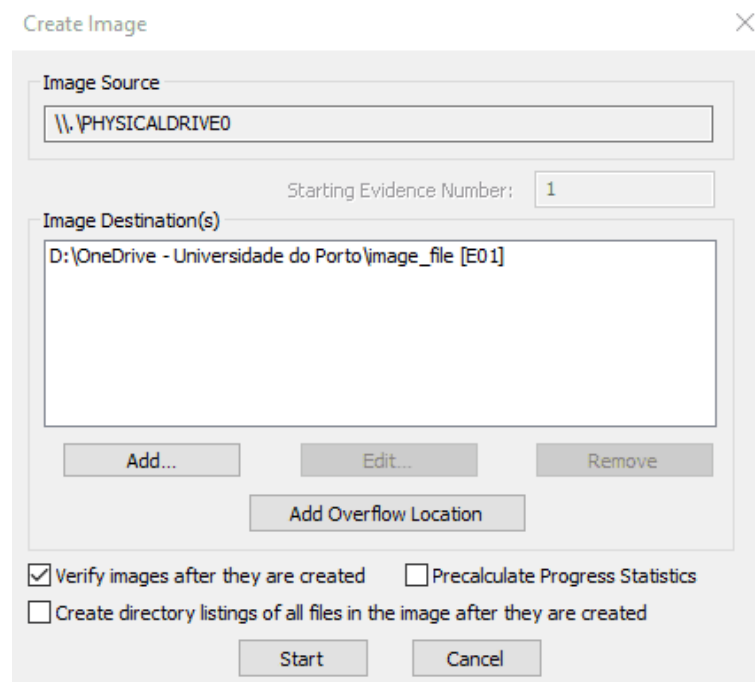 Create Image
Image Source
\\.\PHYSICALDRIVE0
Starting Evidence Number: 1
Image Destination(s)
D:\OneDrive - Universidade do Porto\image_file [E01]
Add... Edit... Remove
Add Overflow Location
Verify images after they are created Precalculate Progress Statistics
Create directory listings of all files in the image after they are created
Start Cancel